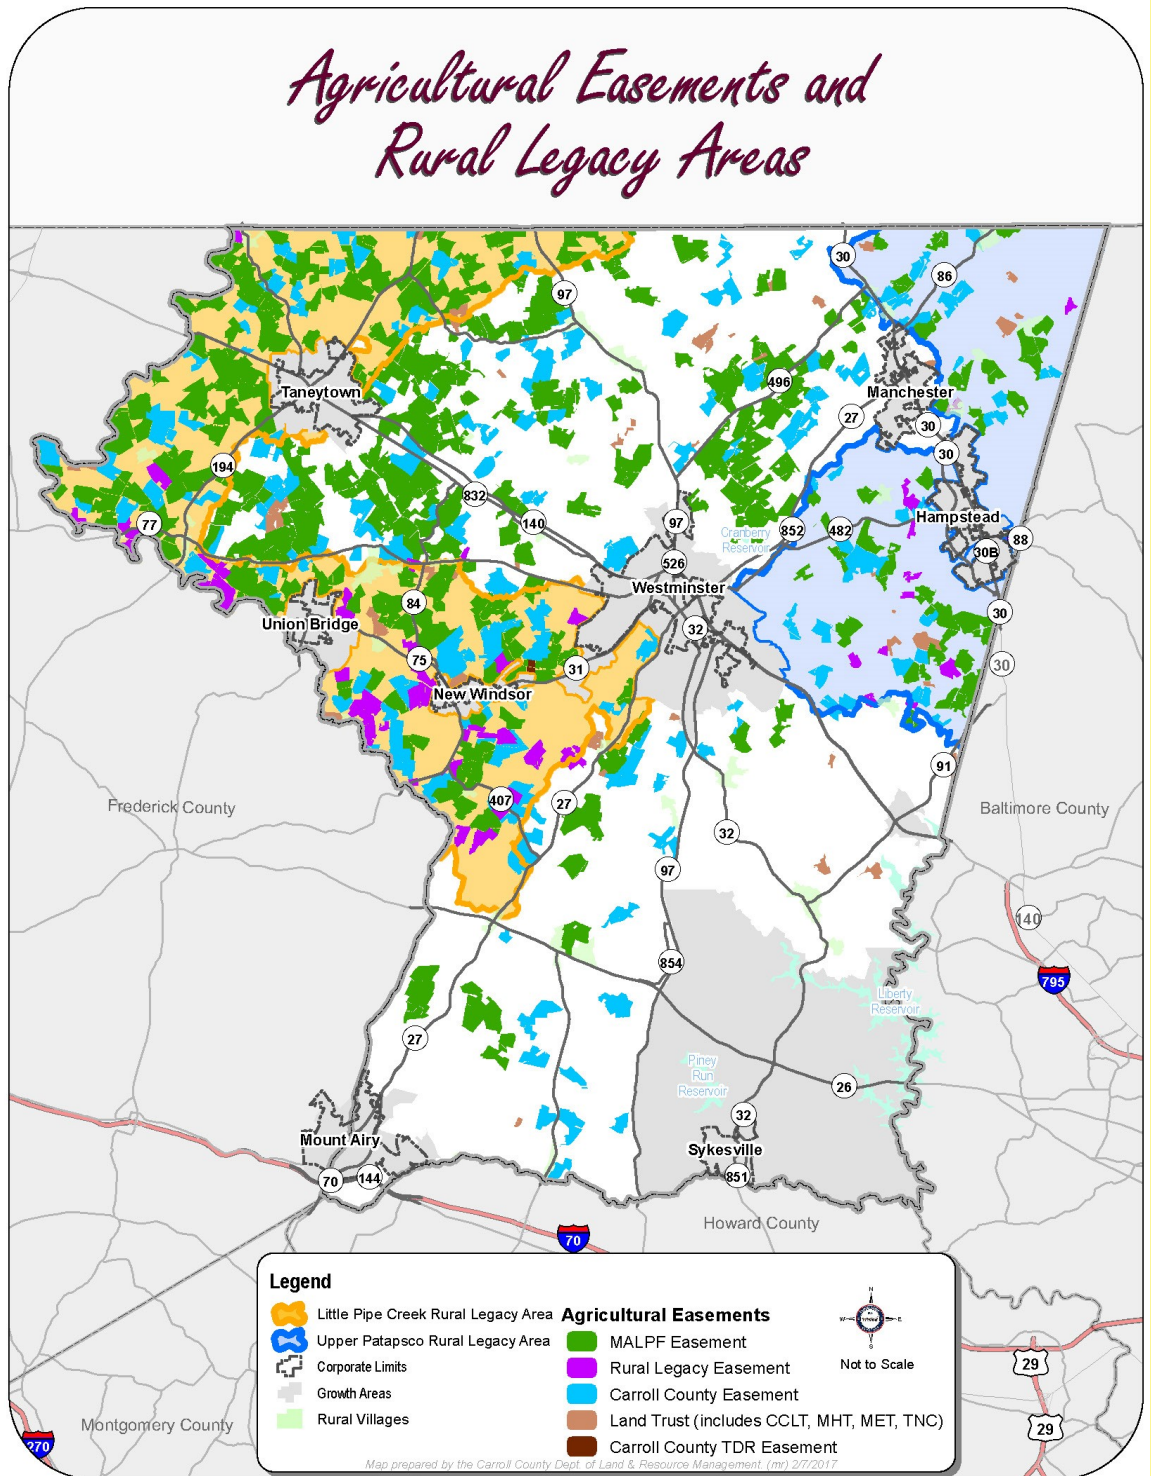 Agricultural Easements and
Rural Legacy Areas
30
86
97
496
Taneytown
Manchester
27
30
30
194
832
77
140
97
Cranberry
Reservoir
852
482
Hampstead
88
30B
526
Westminster
84
30
Union Bridge
32
75
31
30
New Windsor
91
407
27
Frederick County
Baltimore County
32
97
140
854
795
Liberty
Reservoir
27
Piney
Run
Reservoir
26
32
Mount Airy
Sykesville
70
144
851
Howard County
70
Legend
Little Pipe Creek Rural Legacy Area
Upper Patapsco Rural Legacy Area
Corporate Limits
Growth Areas
Rural Villages
Agricultural Easements
MALPF Easement
Rural Legacy Easement
Carroll County Easement
Land Trust (includes CCLT, MHT, MET, TNC)
Carroll County TDR Easement
N
W
E
S
Not to Scale
29
29
Montgomery County
270
Map prepared by the Carroll County Dept. of Land & Resource Management. (mr) 2/7/2017